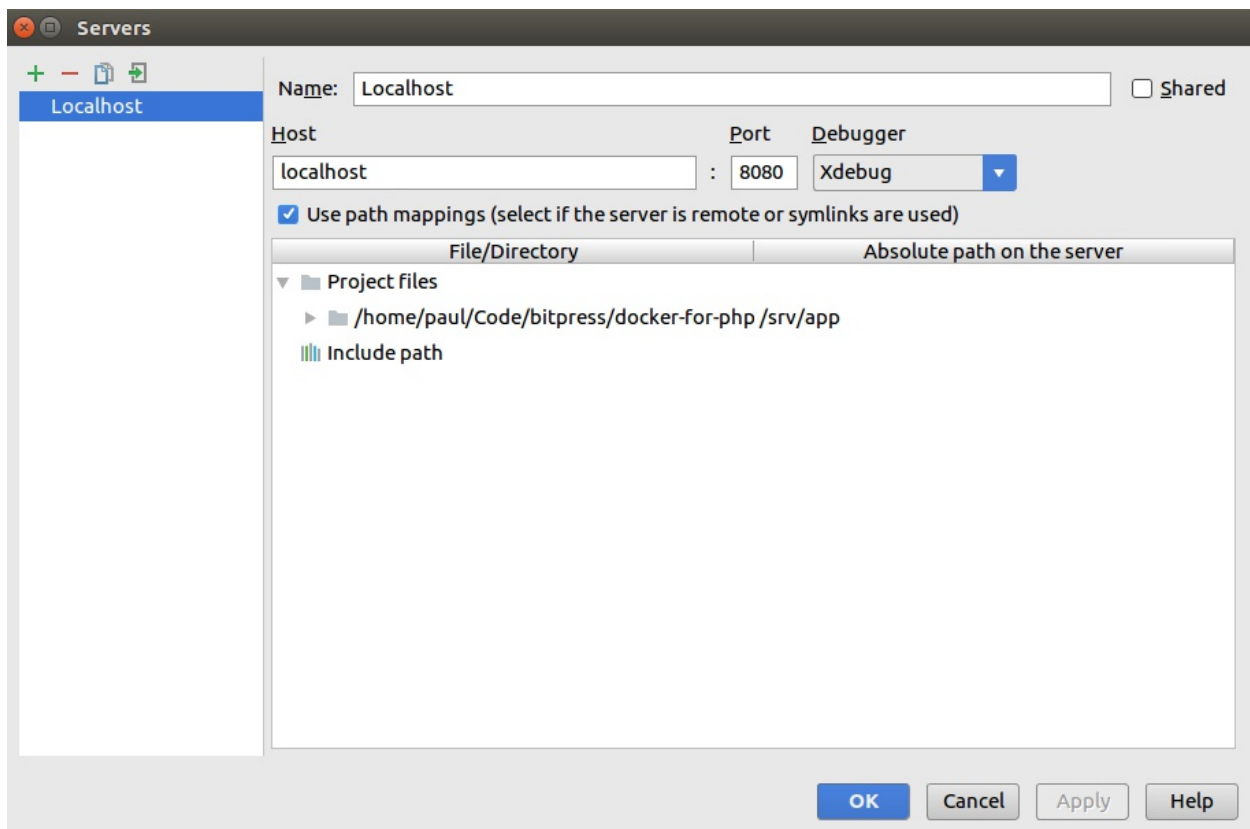 Servers
Localhost
Name: Localhost Shared
Host Port Debugger
localhost : 8080 Xdebug
Use path mappings (select if the server is remote or symlinks are used)
File/Directory Absolute path on the server
Project files
/home/paul/Code/bitpress/docker-for-php /srv/app
Include path
OK Cancel Apply Help